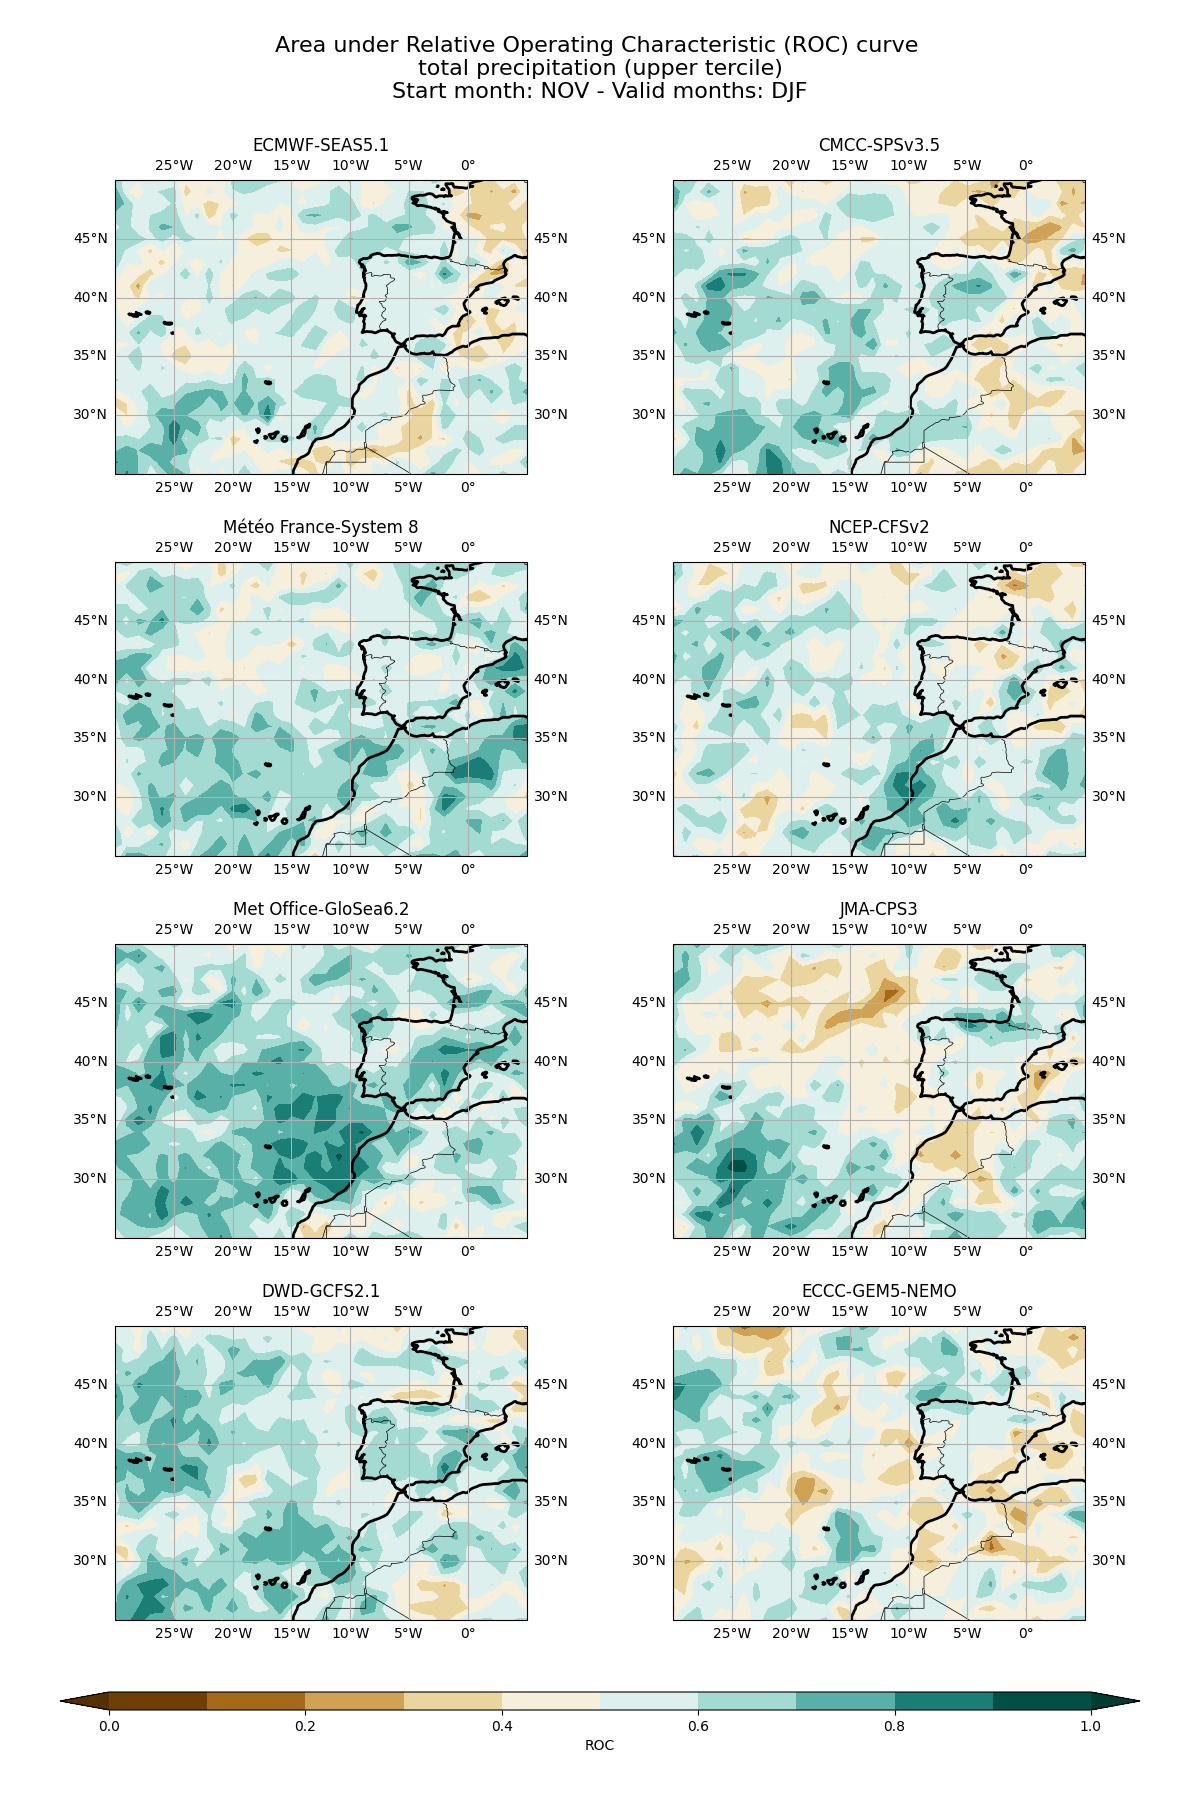 Area under Relative Operating Characteristic (ROC) curve
total precipitation (upper tercile)
Start month: NOV - Valid months: DJF
ECMWF-SEAS5.1
25°W 20°W 15°W 10°W 5°W 0°
45°N 45°N
40°N 40°N
35°N 35°N
30°N 30°N
25°W 20°W 15°W 10°W 5°W 0°
CMCC-SPSv3.5
25°W 20°W 15°W 10°W 5°W 0°
45°N 45°N
40°N 40°N
35°N 35°N
30°N 30°N
25°W 20°W 15°W 10°W 5°W 0°
Météo France-System 8
25°W 20°W 15°W 10°W 5°W 0°
45°N 45°N
40°N 40°N
35°N 35°N
30°N 30°N
25°W 20°W 15°W 10°W 5°W 0°
NCEP-CFSv2
25°W 20°W 15°W 10°W 5°W 0°
45°N 45°N
40°N 40°N
35°N 35°N
30°N 30°N
25°W 20°W 15°W 10°W 5°W 0°
Met Office-GloSea6.2
25°W 20°W 15°W 10°W 5°W 0°
45°N 45°N
40°N 40°N
35°N 35°N
30°N 30°N
25°W 20°W 15°W 10°W 5°W 0°
JMA-CPS3
25°W 20°W 15°W 10°W 5°W 0°
45°N 45°N
40°N 40°N
35°N 35°N
30°N 30°N
25°W 20°W 15°W 10°W 5°W 0°
DWD-GCFS2.1
25°W 20°W 15°W 10°W 5°W 0°
45°N 45°N
40°N 40°N
35°N 35°N
30°N 30°N
25°W 20°W 15°W 10°W 5°W 0°
ECCC-GEM5-NEMO
25°W 20°W 15°W 10°W 5°W 0°
45°N 45°N
40°N 40°N
35°N 35°N
30°N 30°N
25°W 20°W 15°W 10°W 5°W 0°
0.0 0.2 0.4 0.6 0.8 1.0
ROC